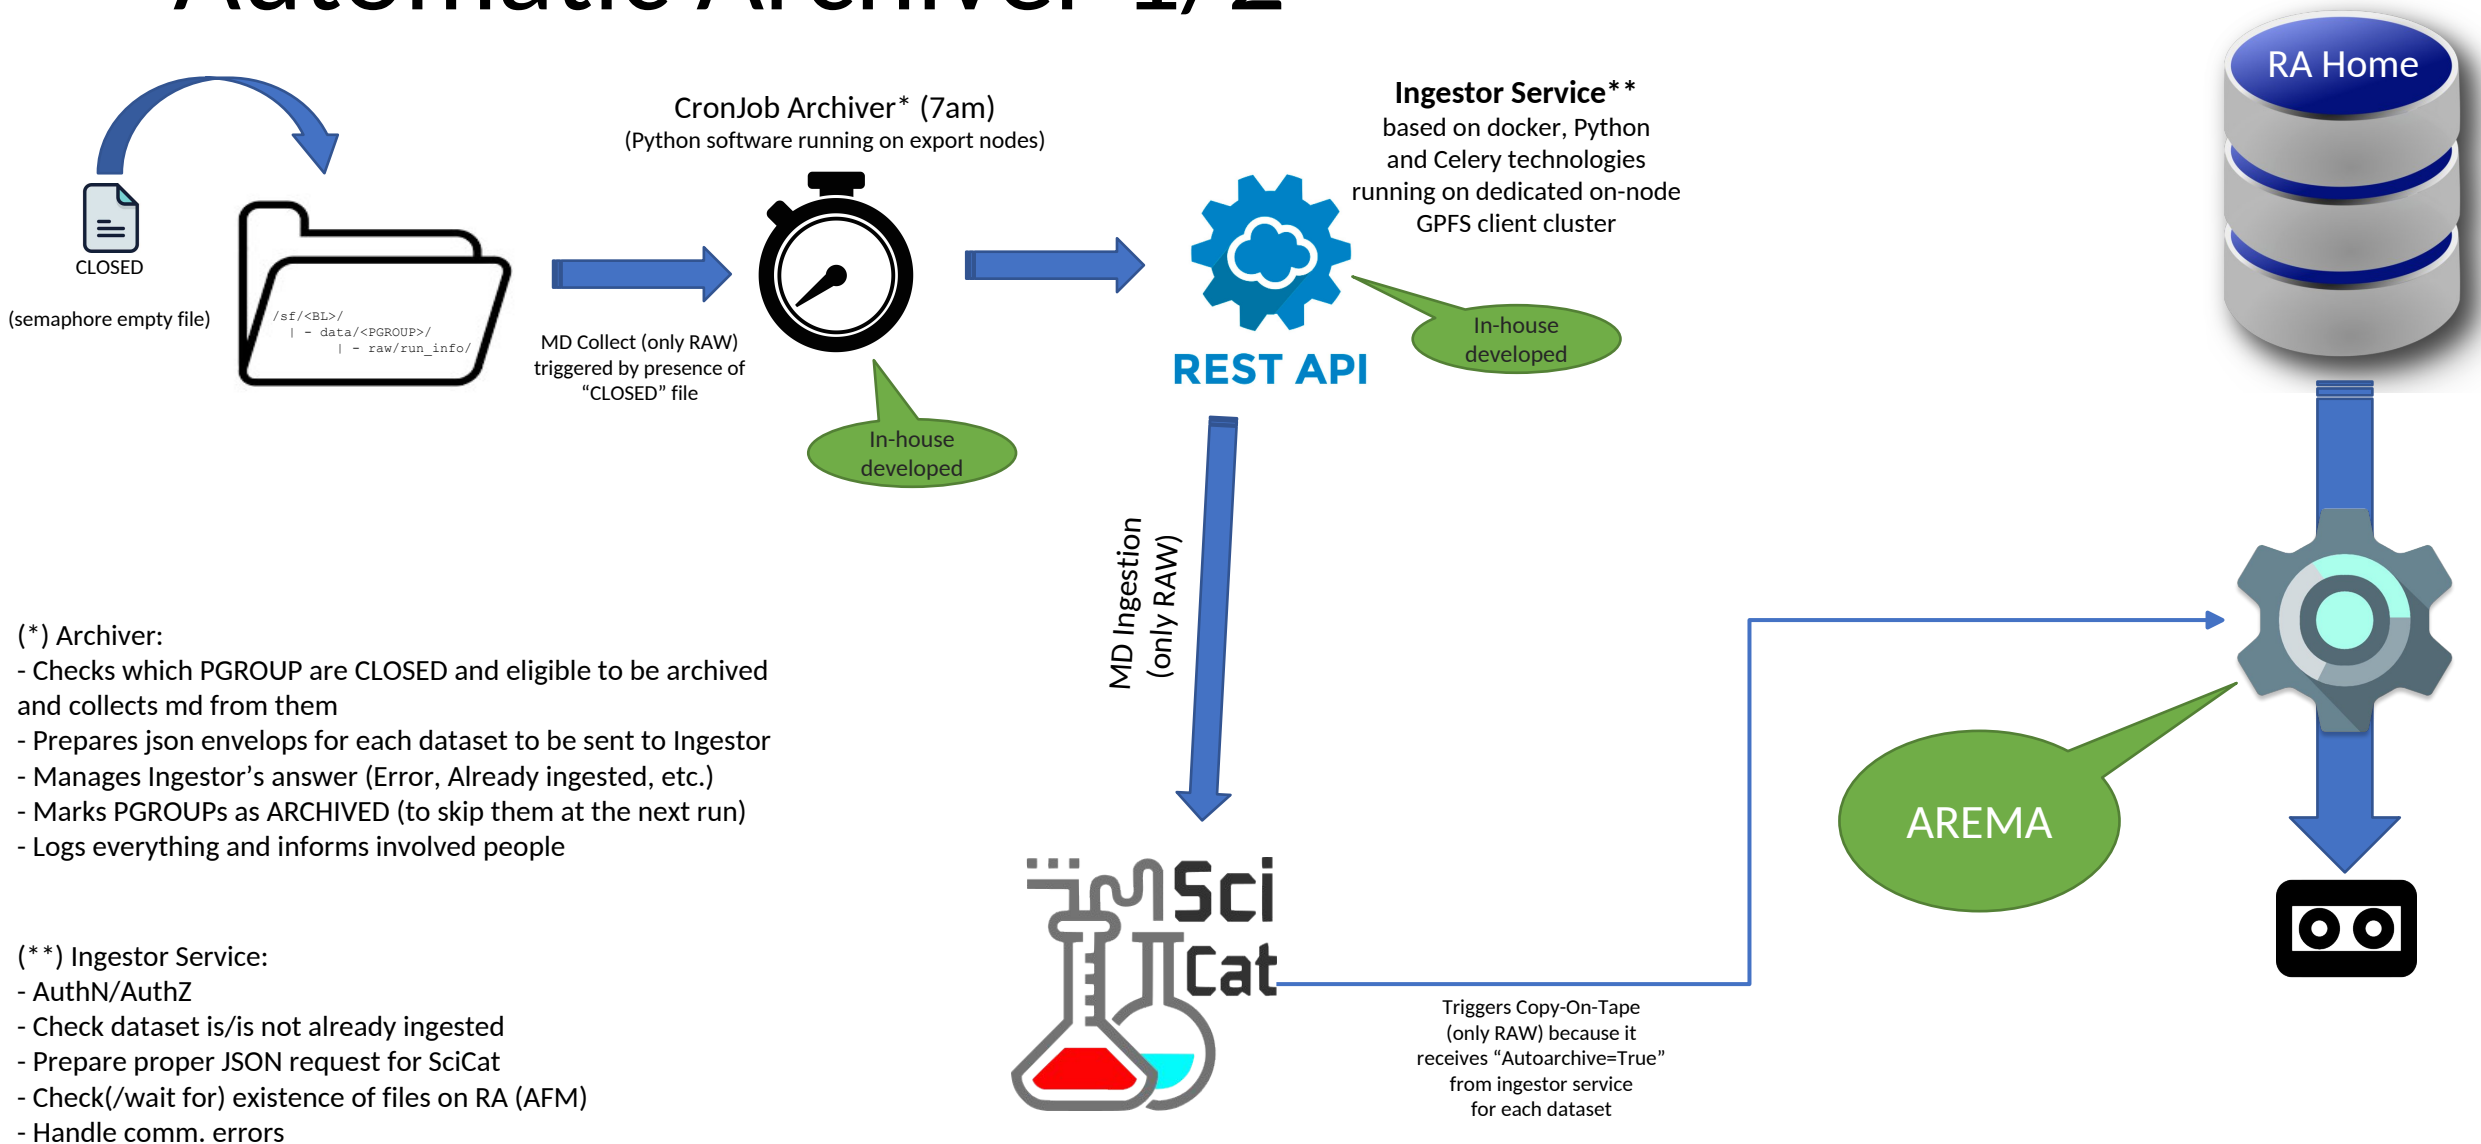 Automatic Archiver 1/2
RA Home
CronJob Archiver* (7am)
(Python software running on export nodes)
Ingestor Service**
based on docker, Python
and Celery technologies
running on dedicated on-node
GPFS client cluster
CLOSED
(semaphore empty file)
/sf/<BL>/
| - data/<PGROUP>/
| - raw/run_info/
MD Collect (only RAW)
triggered by presence of
“CLOSED” file
In-house
developed
REST API
In-house
developed
MD Ingestion
(only RAW)
(*) Archiver:
- Checks which PGROUP are CLOSED and eligible to be archived
and collects md from them
- Prepares json envelops for each dataset to be sent to Ingestor
- Manages Ingestor’s answer (Error, Already ingested, etc.)
- Marks PGROUPs as ARCHIVED (to skip them at the next run)
- Logs everything and informs involved people
AREMA
Sci
Cat
(**) Ingestor Service:
- AuthN/AuthZ
- Check dataset is/is not already ingested
- Prepare proper JSON request for SciCat
- Check(/wait for) existence of files on RA (AFM)
- Handle comm. errors
Triggers Copy-On-Tape
(only RAW) because it
receives “Autoarchive=True”
from ingestor service
for each dataset